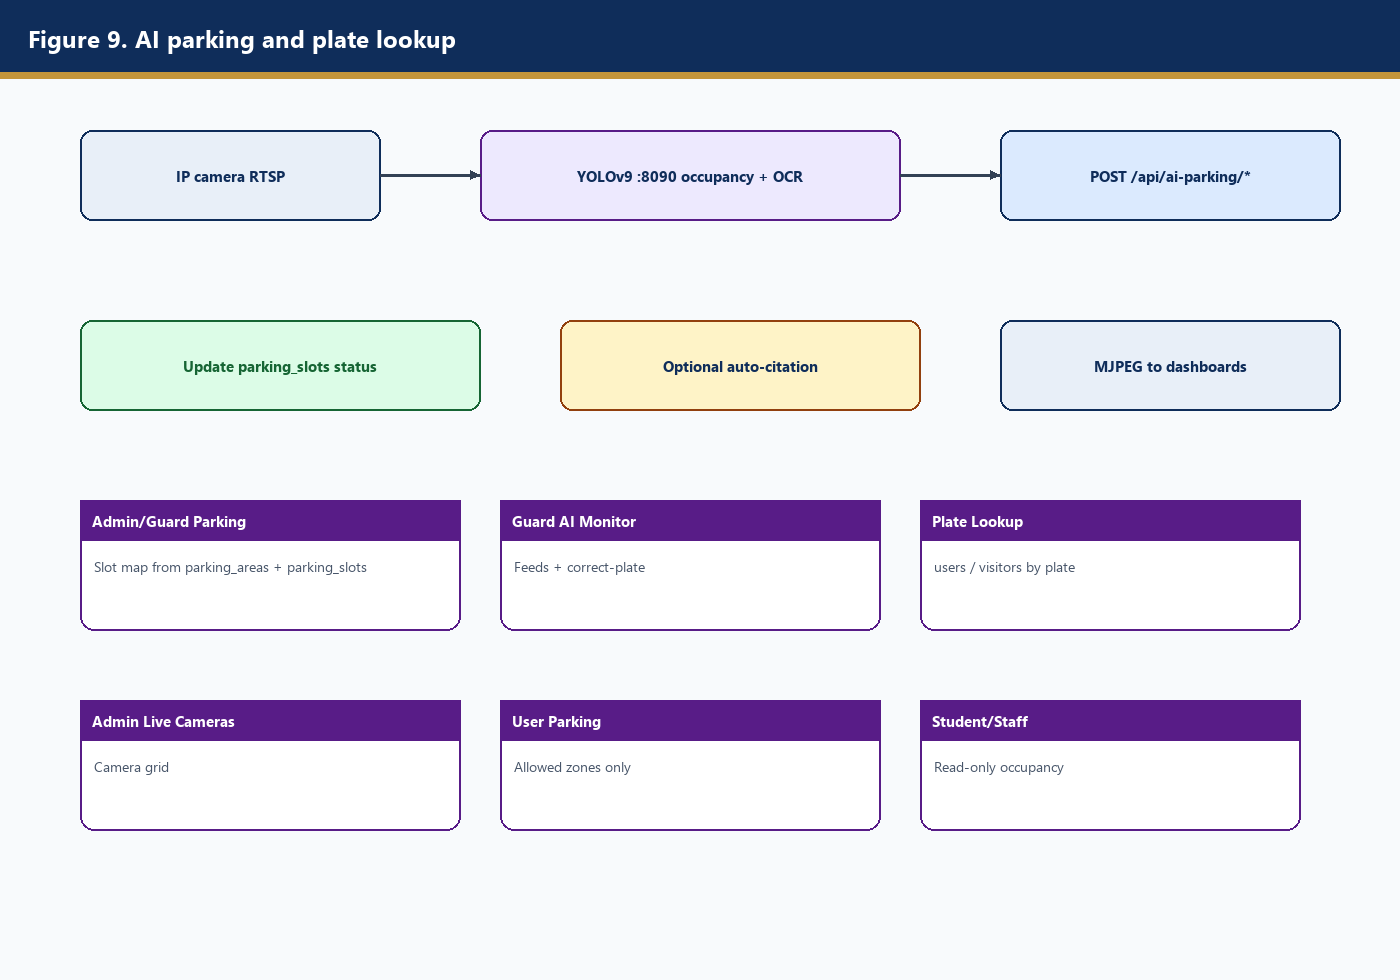 Figure 9. AI parking and plate lookup
IP camera RTSP
YOLOv9 :8090 occupancy + OCR
POST /api/ai-parking/*
Update parking_slots status
Optional auto-citation
MJPEG to dashboards
Admin/Guard Parking
Slot map from parking_areas + parking_slots
Guard AI Monitor
Feeds + correct-plate
Plate Lookup
users / visitors by plate
Admin Live Cameras
Camera grid
User Parking
Allowed zones only
Student/Staff
Read-only occupancy